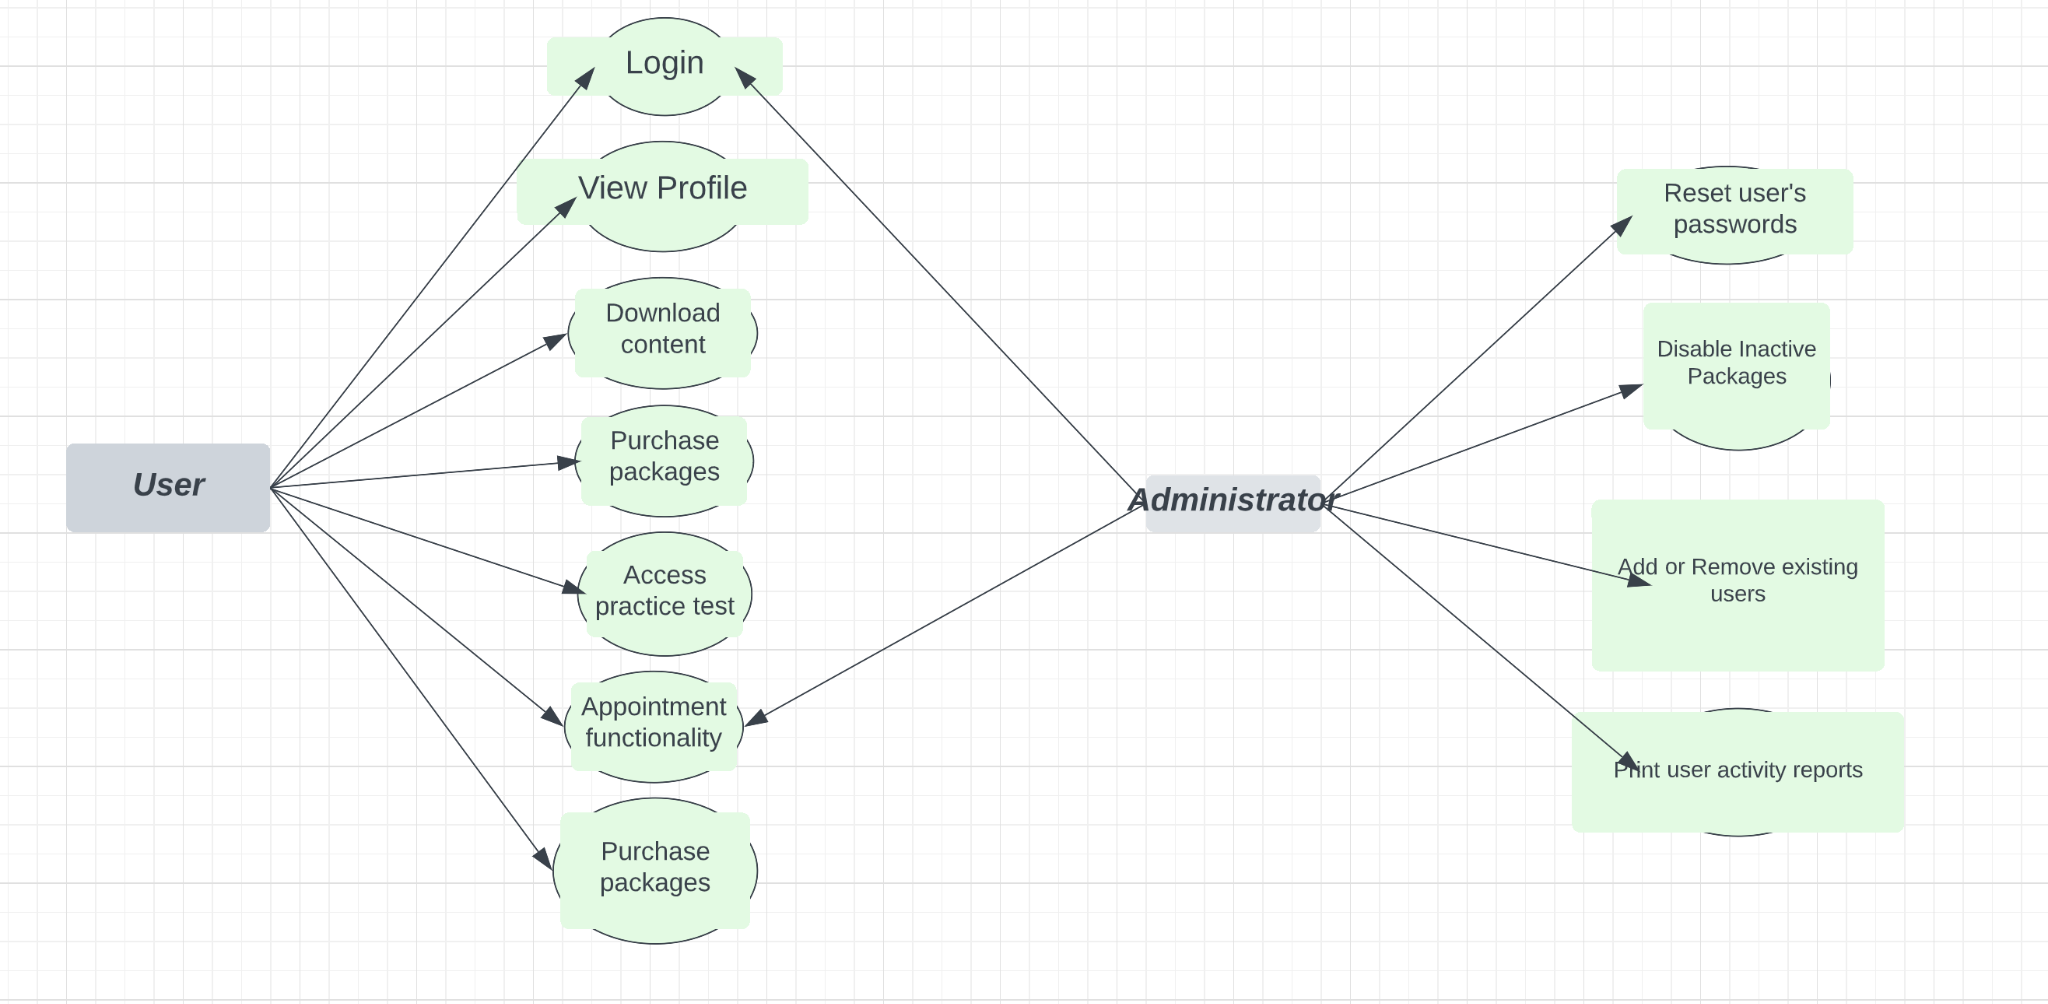 Login
View Profile
Download
content
Purchase
packages
Access
practice test
Appointment
functionality
Purchase
packages
User
Administrator
Reset user's
passwords
Disable Inactive
Packages
Add or Remove existing
users
Print user activity reports